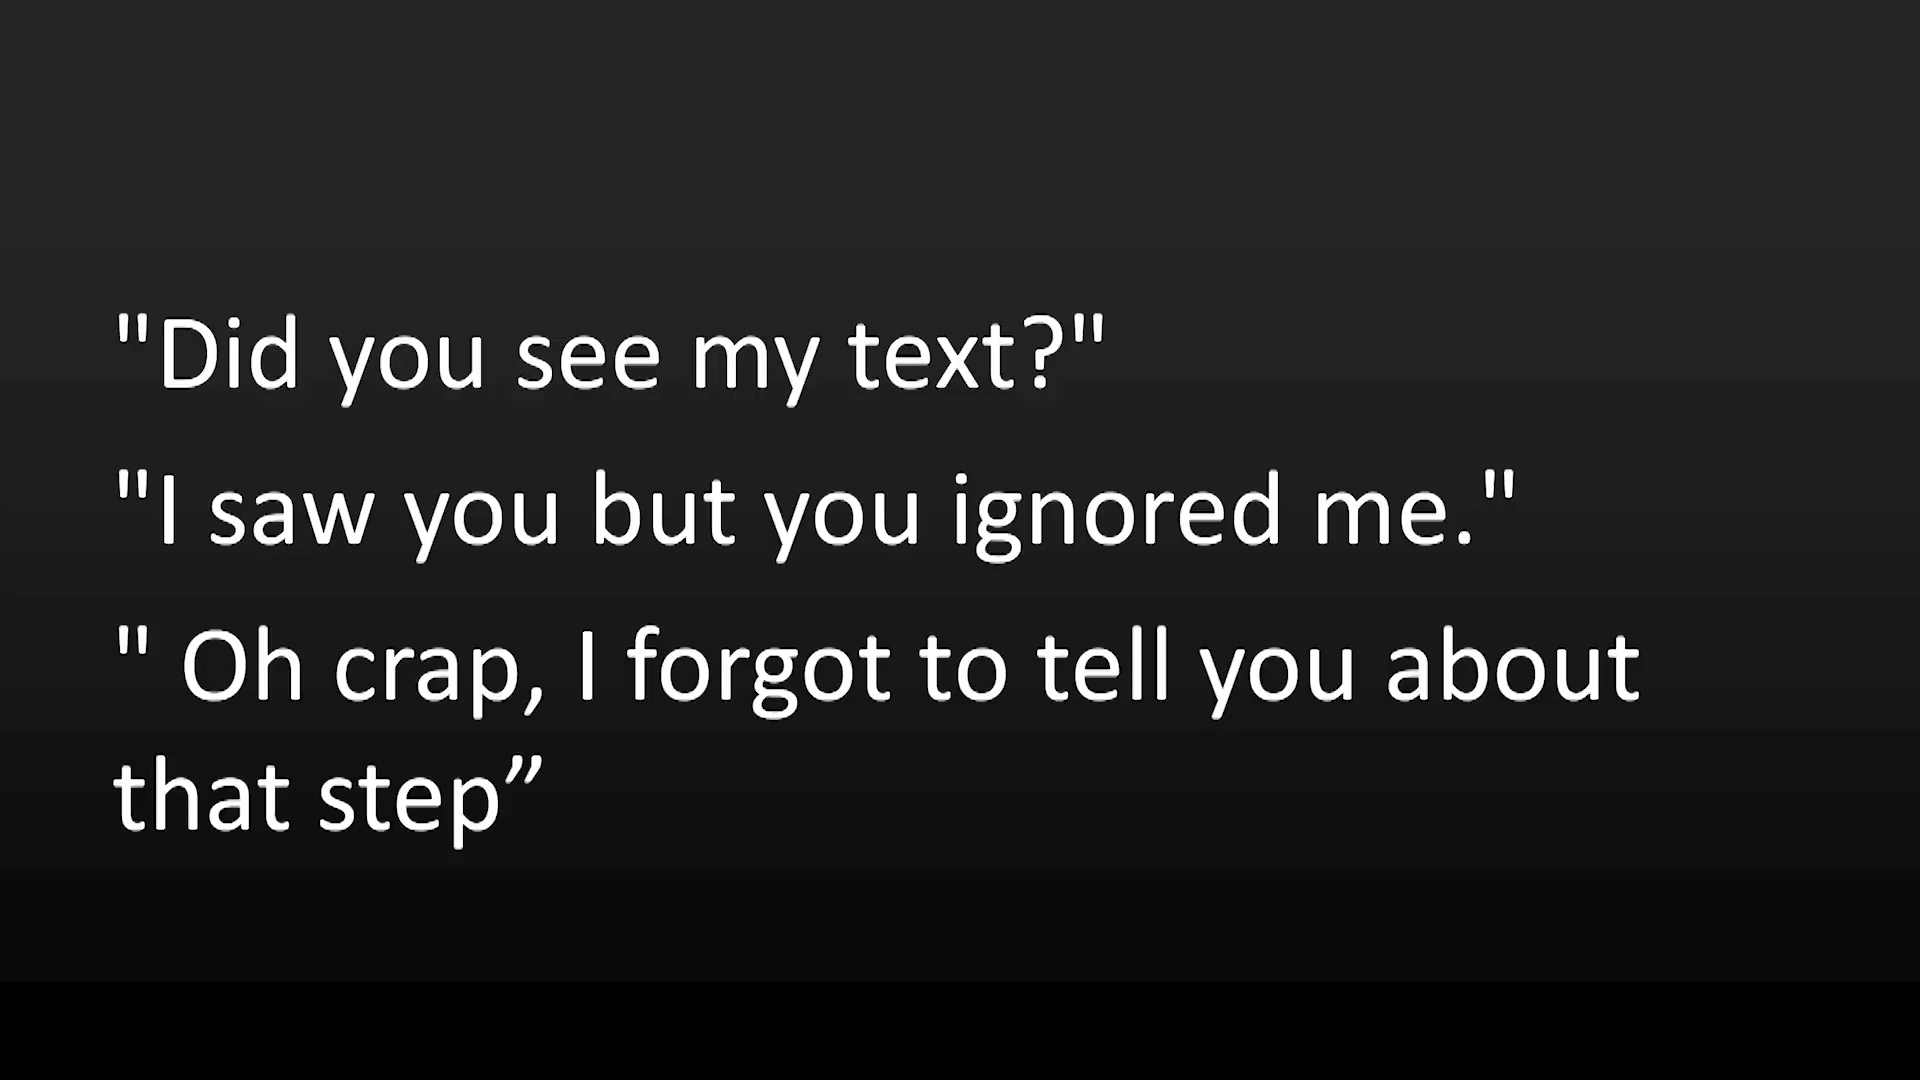 "Did you see my text?"
"I saw you but you ignored me."
" Oh crap, I forgot to tell you about
that step”